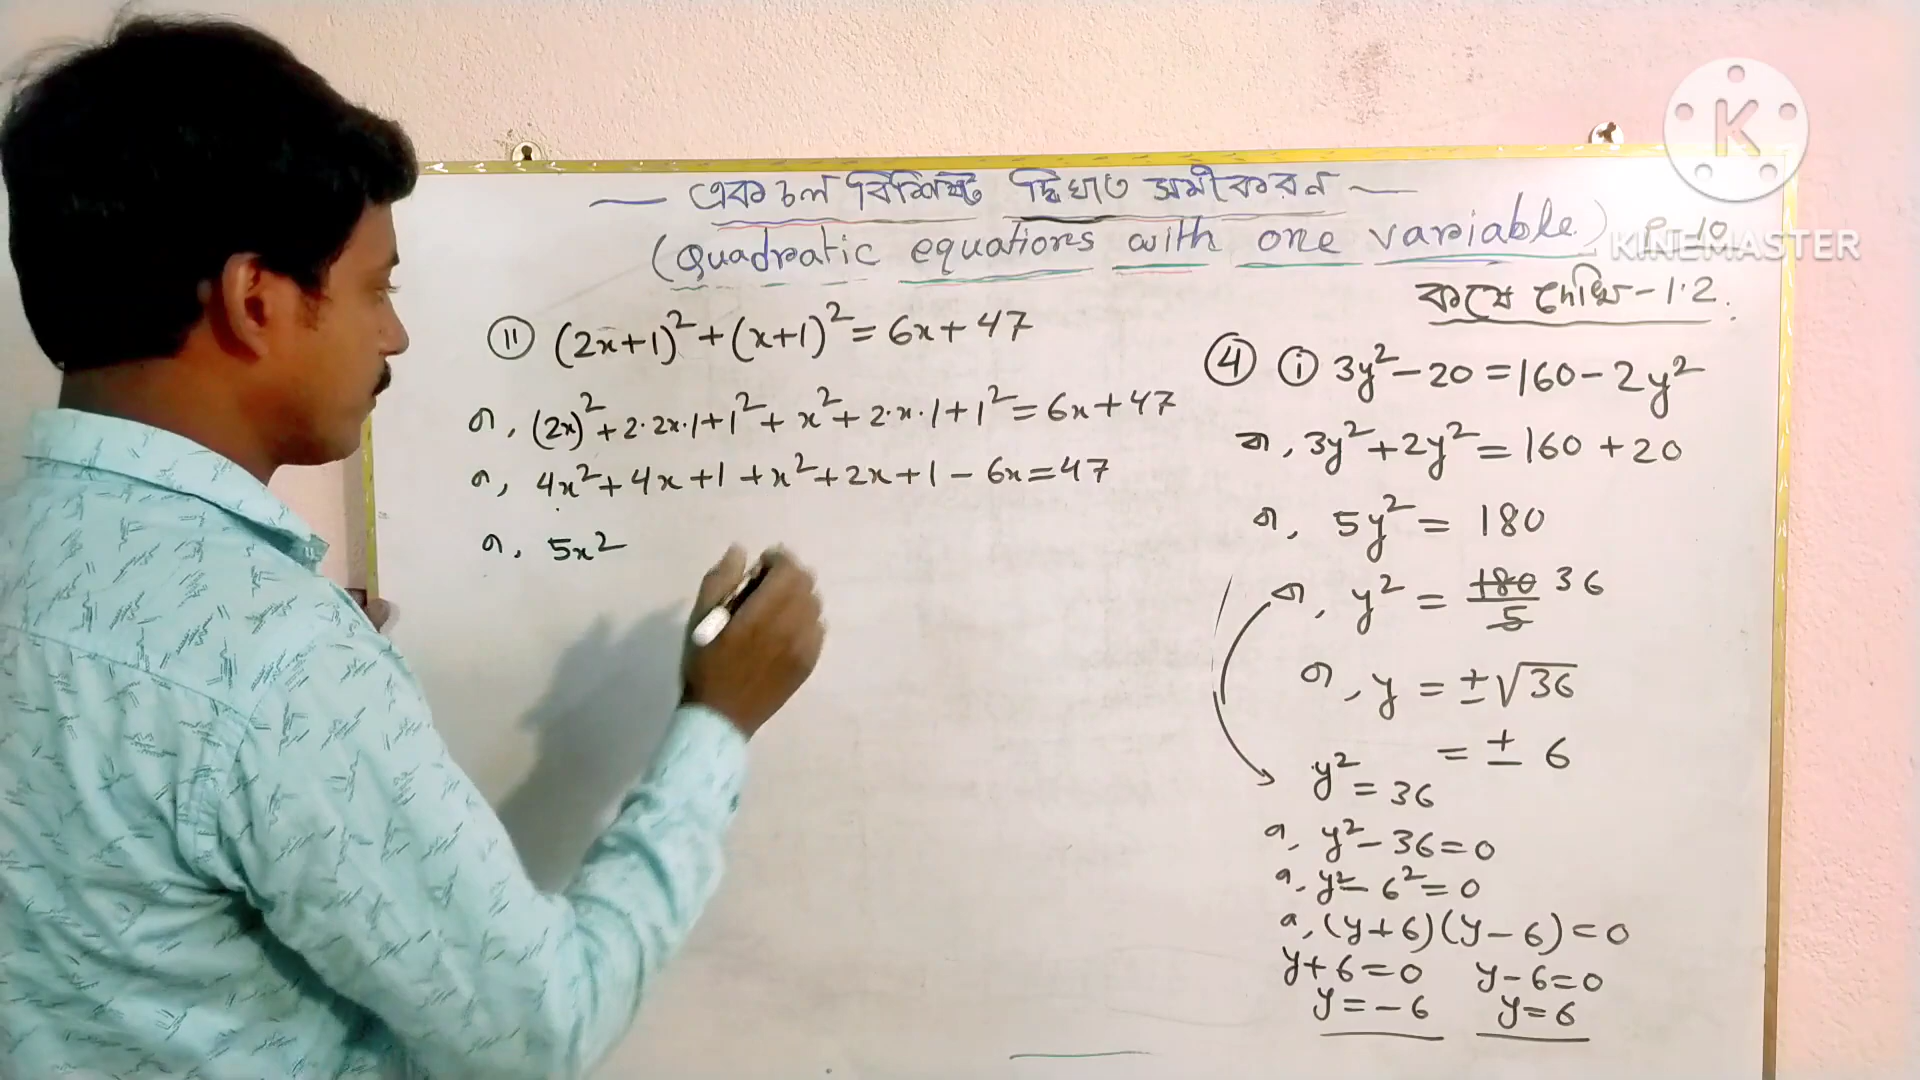 — একচল বিশিষ্ট দ্বিঘাত সমীকরন —
(Quadratic equations with one variable) P-10
কষে দেখি-1.2.
(ii) (2x+1)² + (x+1)² = 6x + 47
বা, (2x)² + 2·2x·1 + 1² + x² + 2·x·1 + 1² = 6x + 47
বা, 4x² + 4x + 1 + x² + 2x + 1 - 6x = 47
বা, 5x²
(4) (i) 3y² - 20 = 160 - 2y²
বা, 3y² + 2y² = 160 + 20
বা, 5y² = 180
বা, y² = 180/5 36
বা, y = ±√36
= ± 6
y² = 36
বা, y² - 36 = 0
বা, y² - 6² = 0
বা, (y+6)(y-6) = 0
y+6=0 y-6=0
y=-6 y=6
K
KINEMASTER